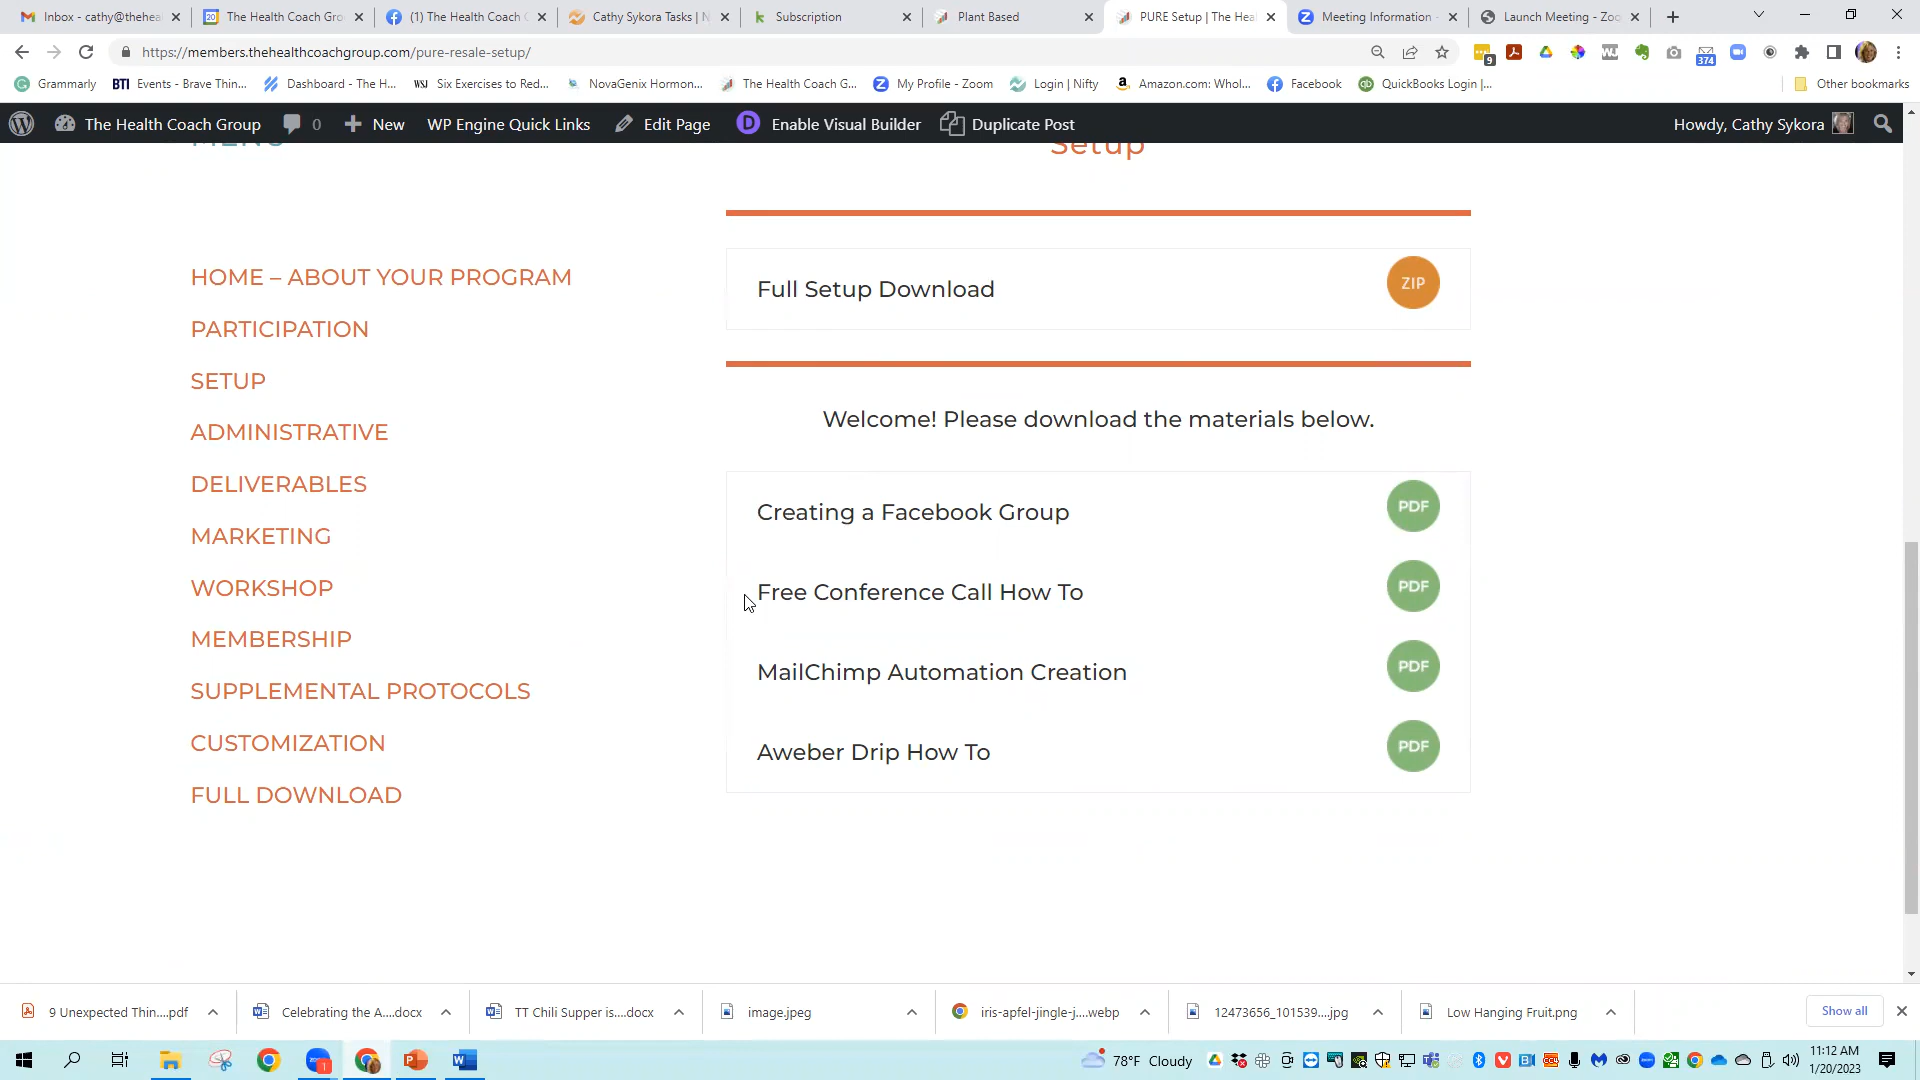 Inbox - cathy@thehea
The Health Coach Gro
(1) The Health Coach
Cathy Sykora Tasks | N
Subscription
Plant Based
PURE Setup | The Hea
Meeting Information -
Launch Meeting - Zoo
https://members.thehealthcoachgroup.com/pure-resale-setup/
9
374
Grammarly
BTI Events - Brave Thin...
Dashboard - The H...
WSJ Six Exercises to Red...
NovaGenix Hormon...
The Health Coach G...
My Profile - Zoom
Login | Nifty
Amazon.com: Whol...
Facebook
QuickBooks Login |...
Other bookmarks
The Health Coach Group
0
New
WP Engine Quick Links
Edit Page
D Enable Visual Builder
Duplicate Post
Howdy, Cathy Sykora
MENU
Setup
HOME – ABOUT YOUR PROGRAM
PARTICIPATION
SETUP
ADMINISTRATIVE
DELIVERABLES
MARKETING
WORKSHOP
MEMBERSHIP
SUPPLEMENTAL PROTOCOLS
CUSTOMIZATION
FULL DOWNLOAD
Full Setup Download
ZIP
Welcome! Please download the materials below.
Creating a Facebook Group
PDF
Free Conference Call How To
PDF
MailChimp Automation Creation
PDF
Aweber Drip How To
PDF
9 Unexpected Thin....pdf
Celebrating the A....docx
TT Chili Supper is....docx
image.jpeg
iris-apfel-jingle-j....webp
12473656_101539....jpg
Low Hanging Fruit.png
Show all
78°F Cloudy
11:12 AM
1/20/2023